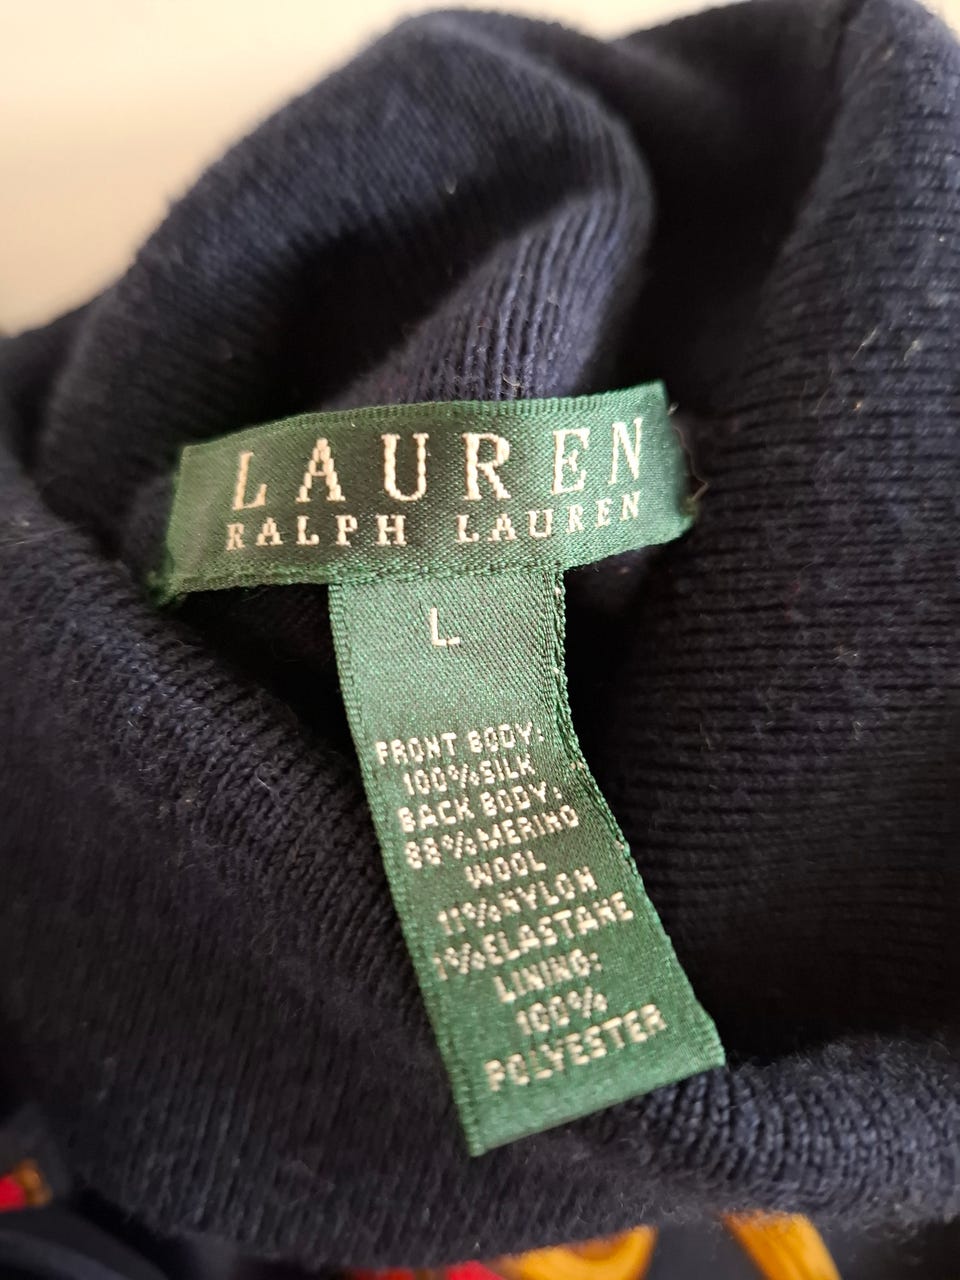 LAUREN
RALPH LAUREN
L
FRONT BODY:
100%SILK
BACK BODY:
88%MERINO
WOOL
11%NYLON
1%ELASTANE
LINING:
100%
POLYESTER